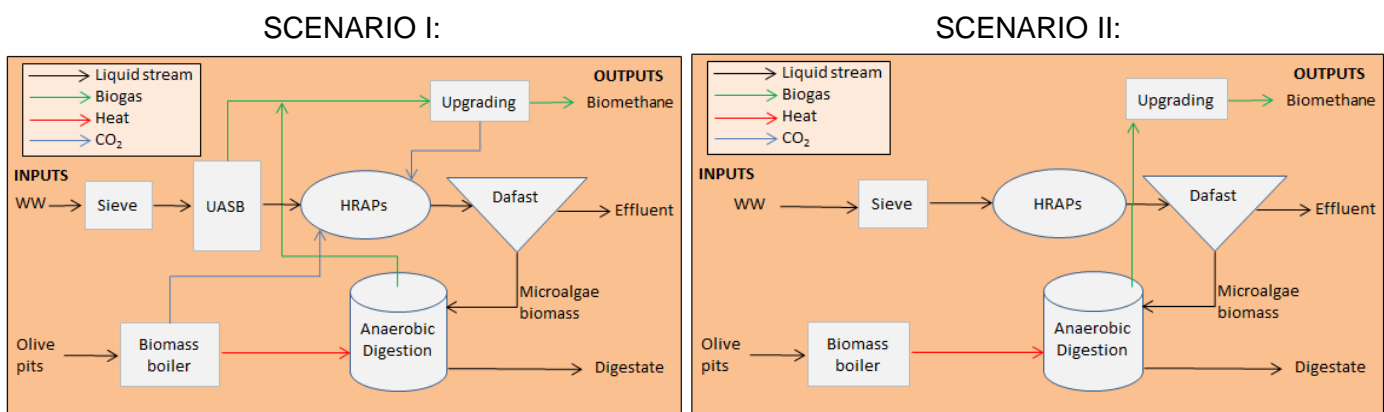 SCENARIO I:
Liquid stream
Biogas
Heat
CO₂
OUTPUTS
Upgrading
Biomethane
INPUTS
WW
Sieve
UASB
HRAPs
Dafast
Effluent
Microalgae
biomass
Olive
pits
Biomass
boiler
Anaerobic
Digestion
Digestate
SCENARIO II:
Liquid stream
Biogas
Heat
CO₂
OUTPUTS
Upgrading
Biomethane
INPUTS
WW
Sieve
HRAPs
Dafast
Effluent
Microalgae
biomass
Olive
pits
Biomass
boiler
Anaerobic
Digestion
Digestate